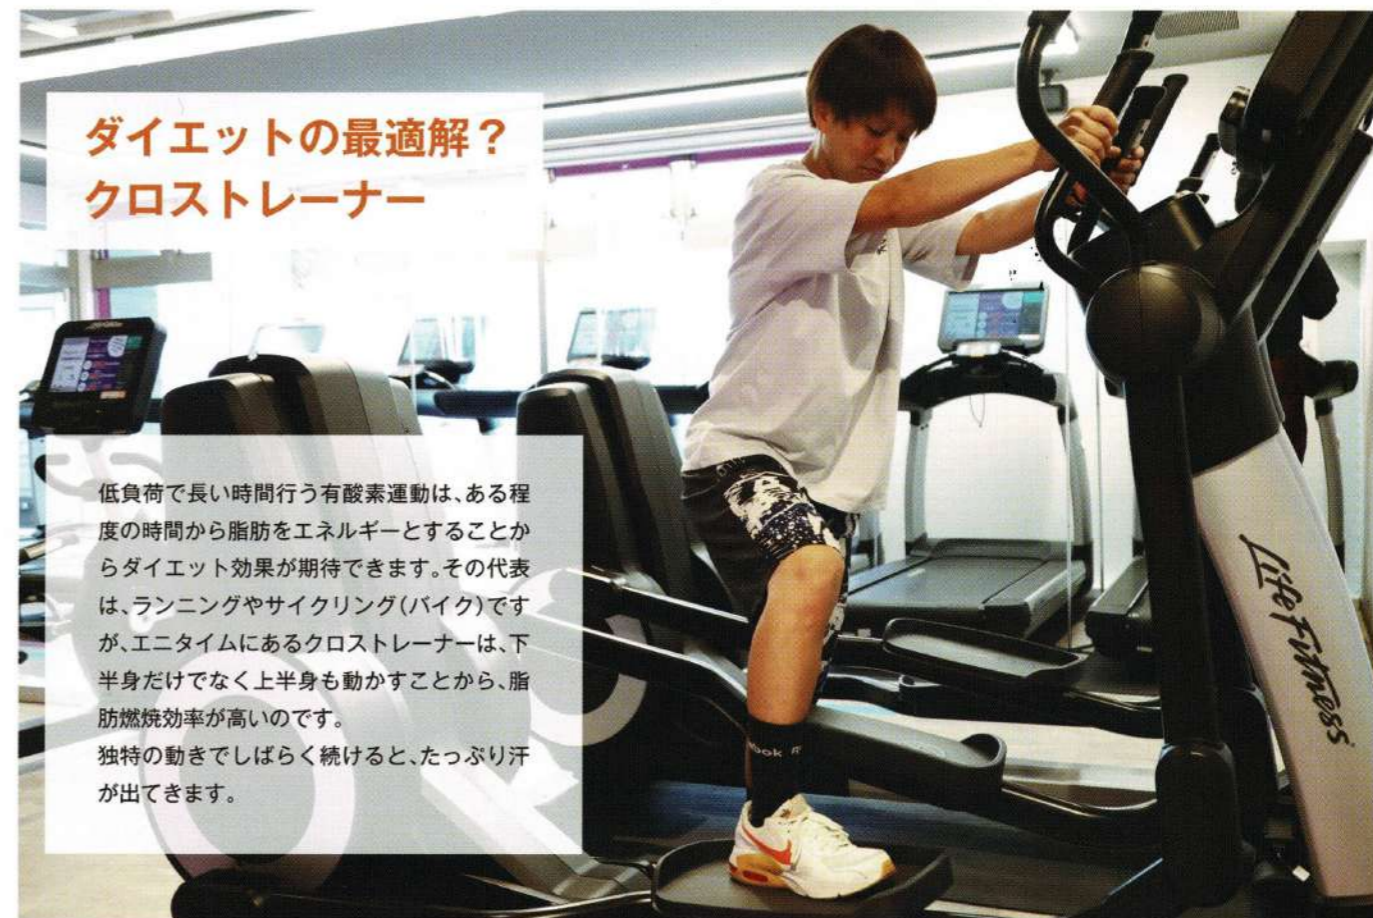 ダイエットの最適解？
クロストレーナー
低負荷で長い時間行う有酸素運動は、ある程
度の時間から脂肪をエネルギーとすることか
らダイエット効果が期待できます。その代表
は、ランニングやサイクリング（バイク）です
が、エニタイムにあるクロストレーナーは、下
半身だけでなく上半身も動かすことから、脂
肪燃焼効率が高いのです。
独特の動きでしばらく続けると、たっぷり汗
が出てきます。
Life Fitness